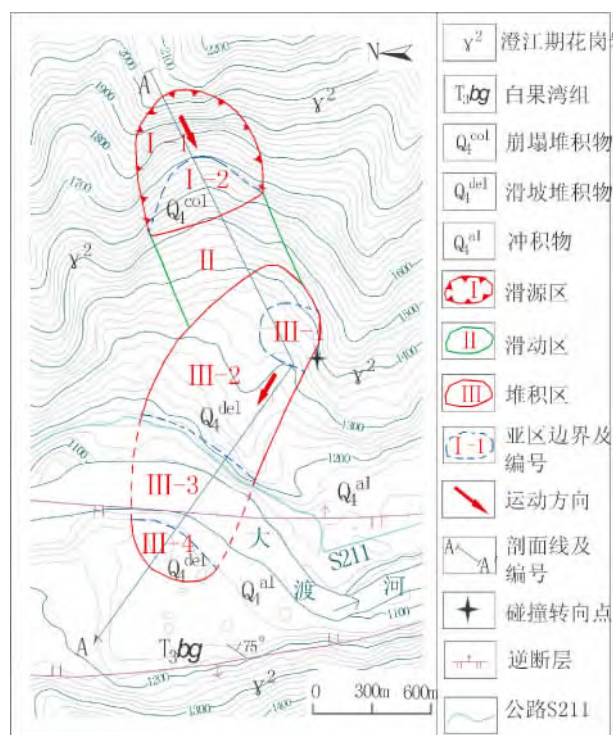 N
2200
2100
2000
1900
1800
1700
A
γ²
I-1
I-2
Q₄ᶜᵒˡ
II
γ²
1600
1500
1400
III-
γ²
III-2
Q₄ᵈᵉˡ
1300
1200
1100
III-3
Q₄ᵃˡ
III-4
Q₄ᵈᵉˡ
大
渡
河
S211
Q₄ᵃˡ
1100
A
T₃bg
75°
1200
γ²
1300
1400
0 300m 600m
γ² 澄江期花岗
T₃bg 白果湾组
Q₄ᶜᵒˡ 崩塌堆积物
Q₄ᵈᵉˡ 滑坡堆积物
Q₄ᵃˡ 冲积物
I 滑源区
II 滑动区
III 堆积区
I-1 亚区边界及
编号
运动方向
A A 剖面线及
编号
碰撞转向点
逆断层
公路S211